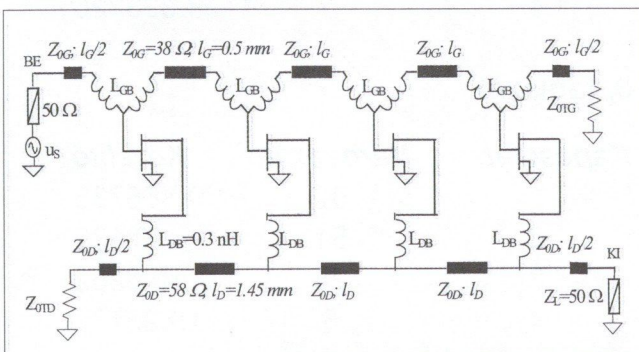 Z0G; lG/2 Z0G=38 Ω; lG=0.5 mm Z0G; lG Z0G; lG Z0G; lG/2
BE
LGB LGB LGB LGB
50 Ω
Z0TG
uS
LDB=0.3 nH LDB LDB LDB
Z0D; lD/2 Z0D; lD/2
KI
Z0D=58 Ω; lD=1.45 mm Z0D; lD Z0D; lD ZL=50 Ω
Z0TD